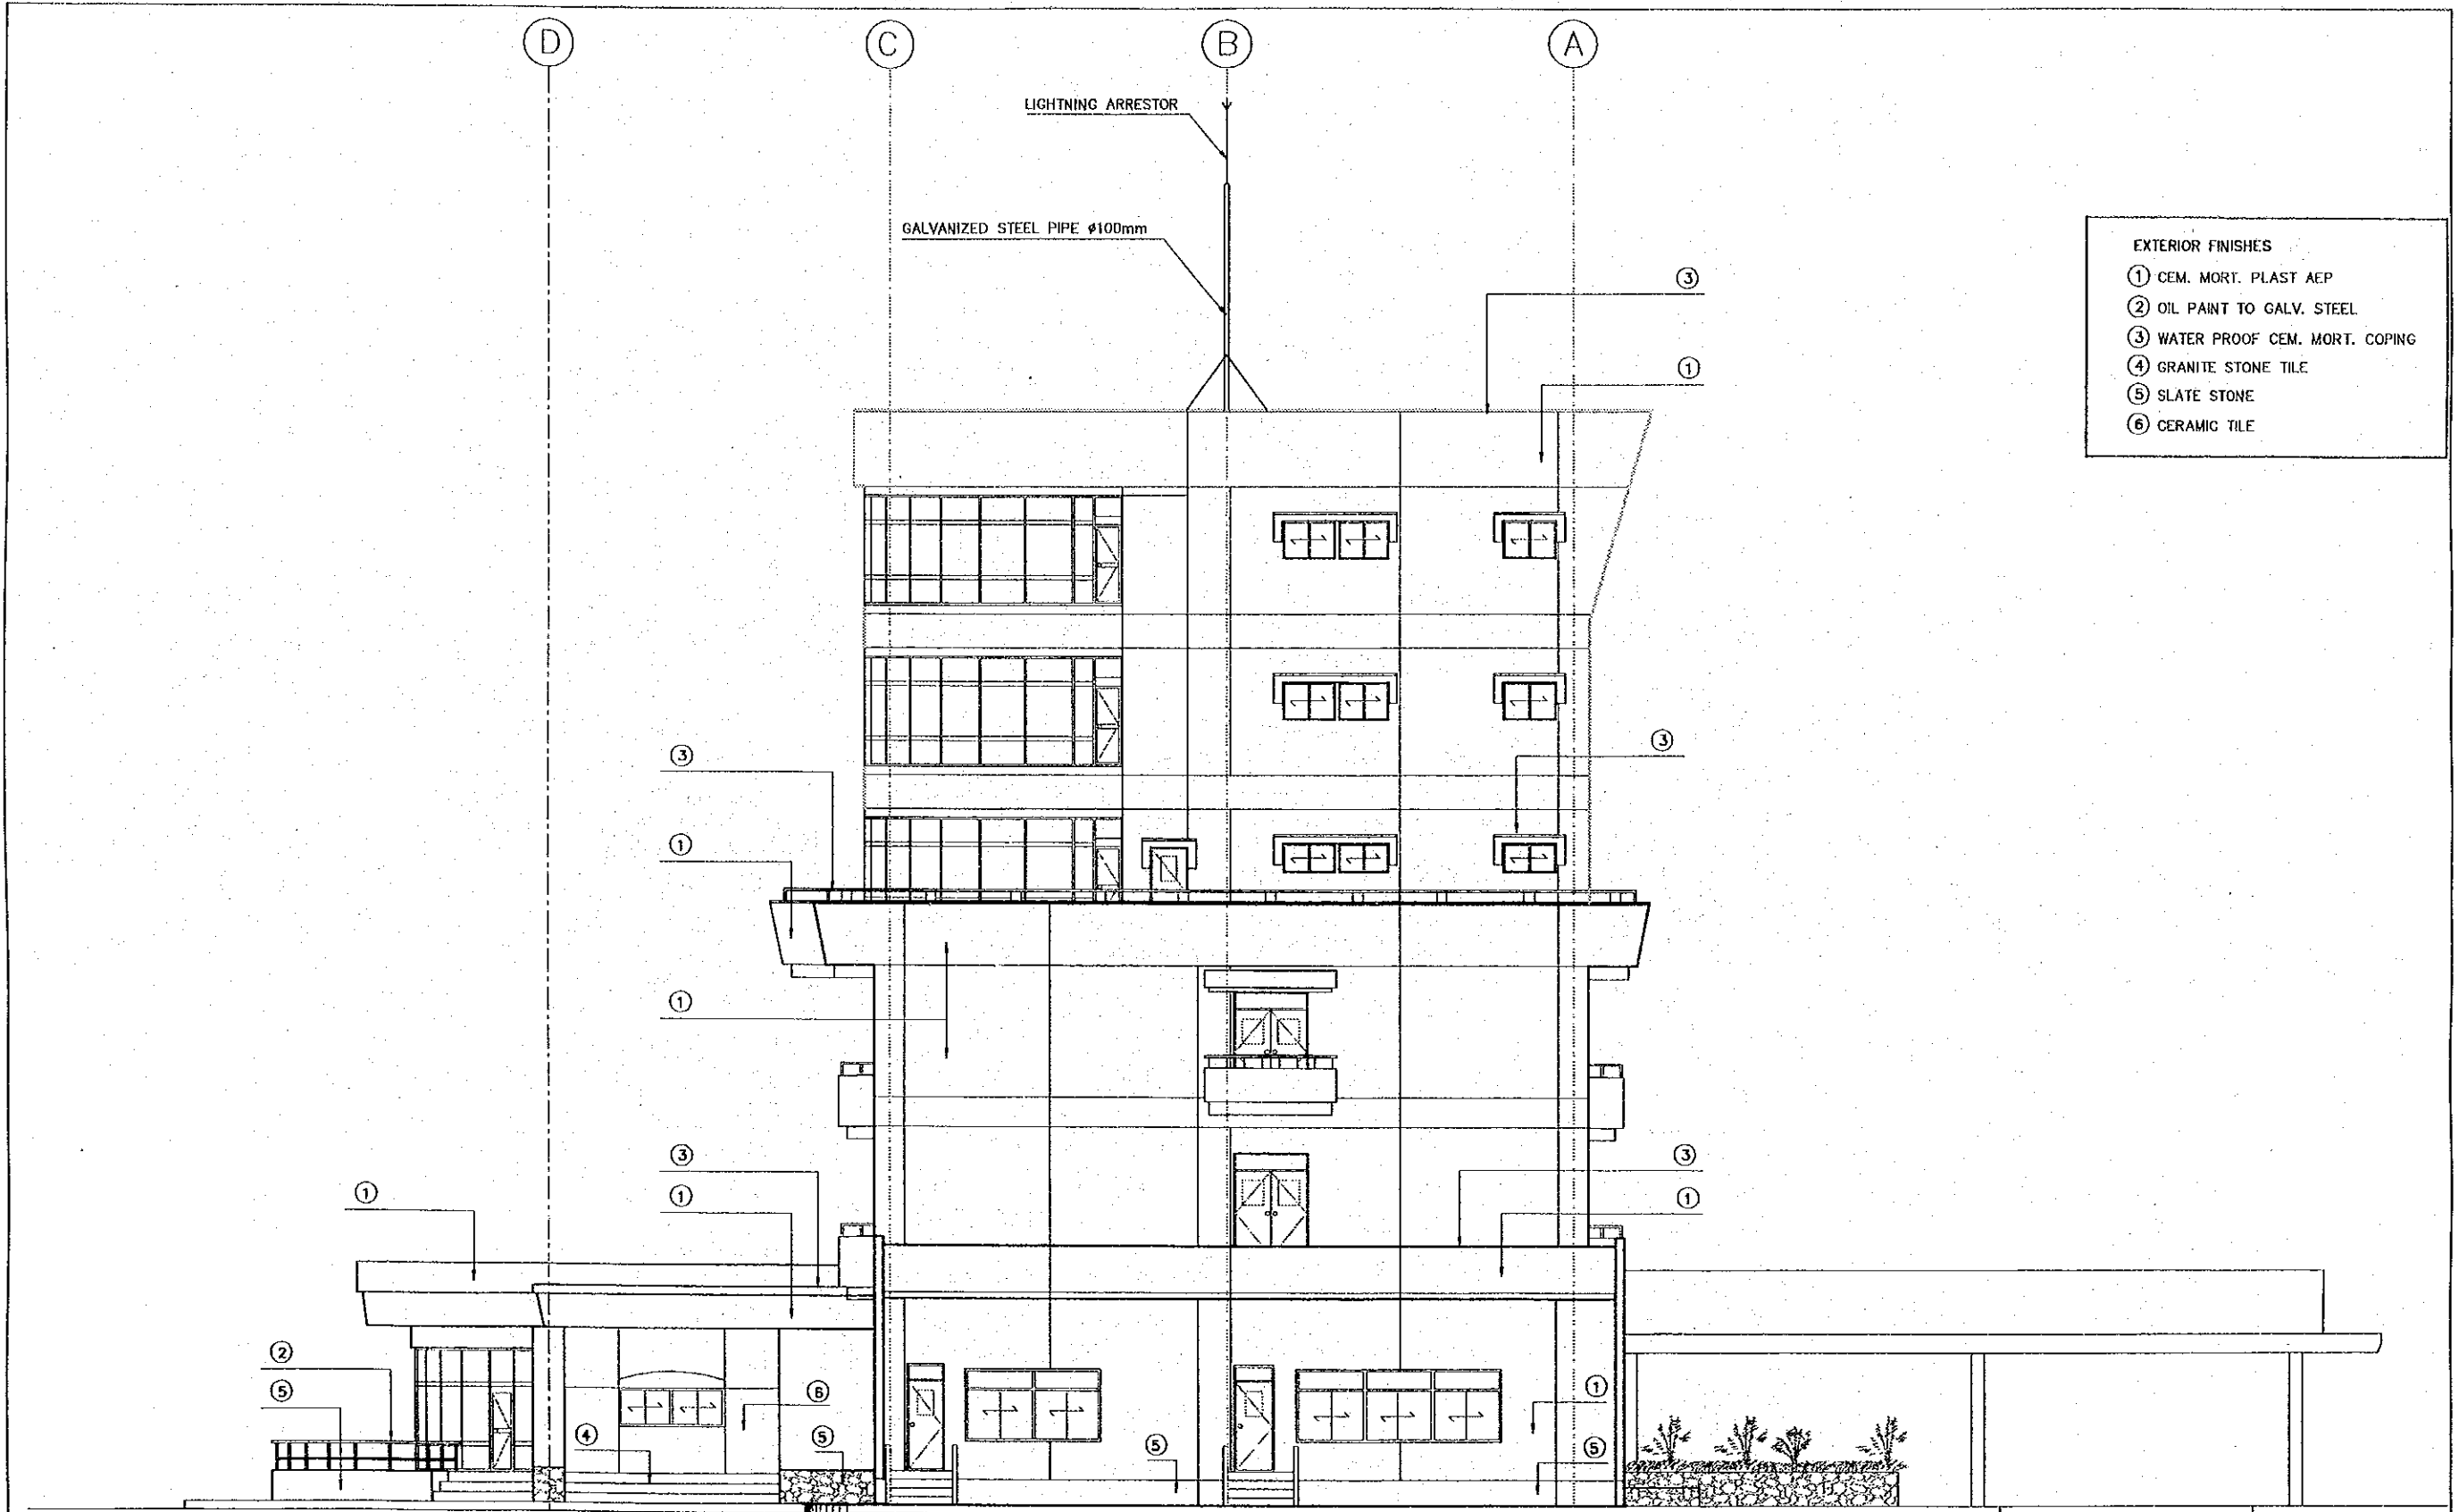 D C B A
LIGHTNING ARRESTOR
GALVANIZED STEEL PIPE ø100mm
EXTERIOR FINISHES
① CEM. MORT. PLAST AEP
② OIL PAINT TO GALV. STEEL
③ WATER PROOF CEM. MORT. COPING
④ GRANITE STONE TILE
⑤ SLATE STONE
⑥ CERAMIC TILE
③
①
③
③
①
①
③
①
①
③
①
②
⑤
⑥
④
⑤
⑤
①
⑤